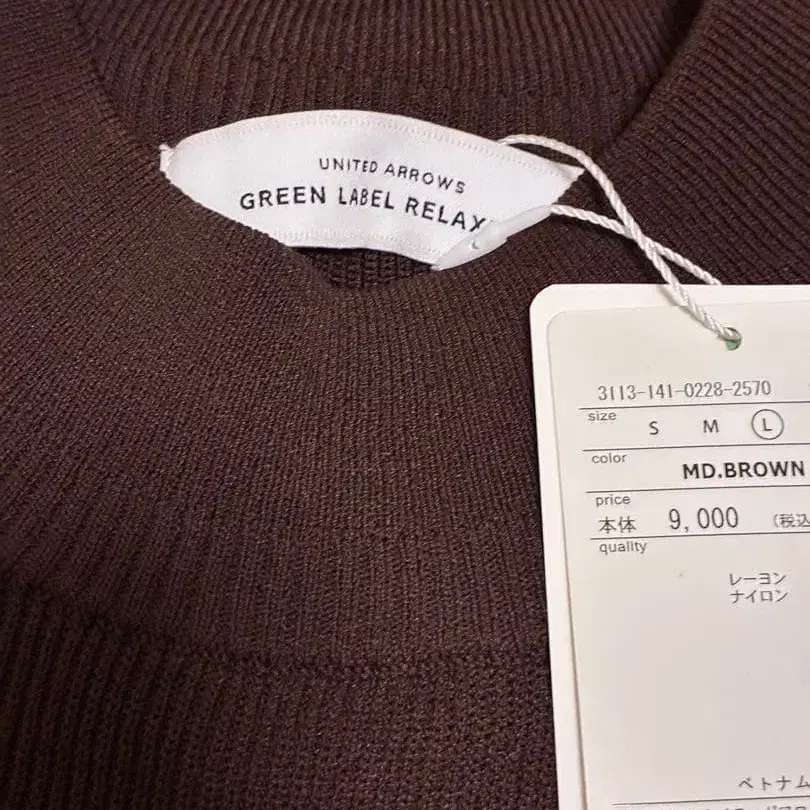 UNITED ARROWS
GREEN LABEL RELAX
3113-141-0228-2570
size
S M L
color
MD.BROWN
price
本体 9,000 (税込
quality
レーヨン
ナイロン
ベトナム